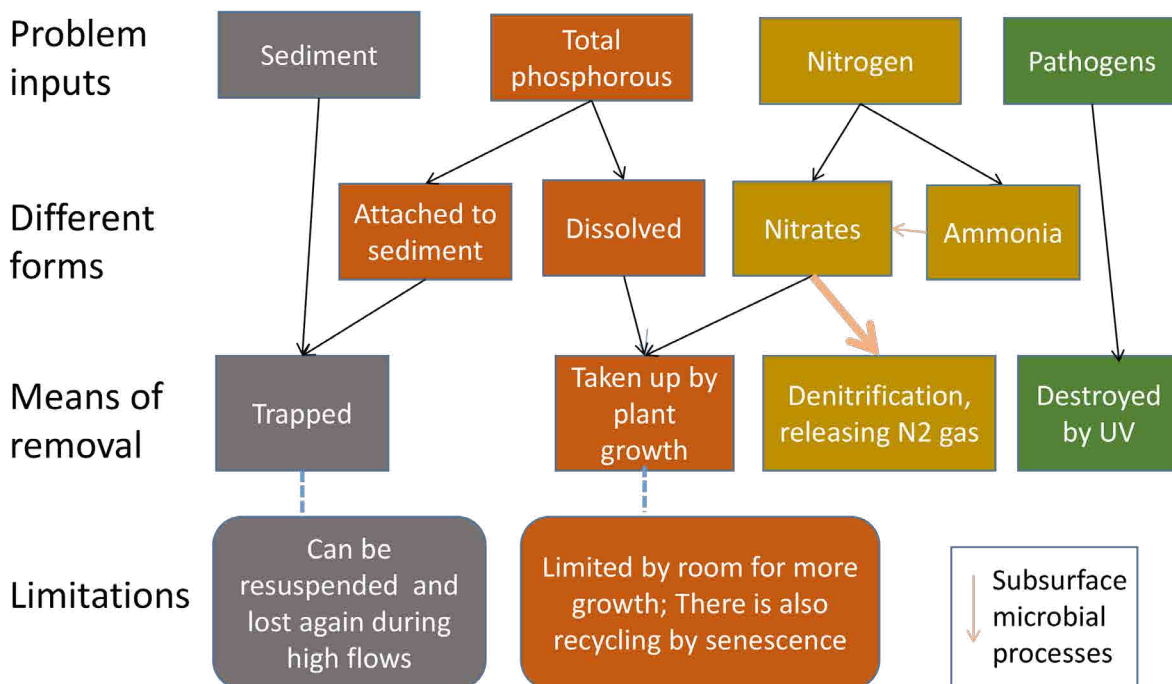 Problem
inputs
Sediment
Total
phosphorous
Nitrogen
Pathogens
Different
forms
Attached to
sediment
Dissolved
Nitrates
Ammonia
Means of
removal
Trapped
Taken up by
plant
growth
Denitrification,
releasing N2 gas
Destroyed
by UV
Limitations
Can be
resuspended and
lost again during
high flows
Limited by room for more
growth; There is also
recycling by senescence
Subsurface
microbial
processes